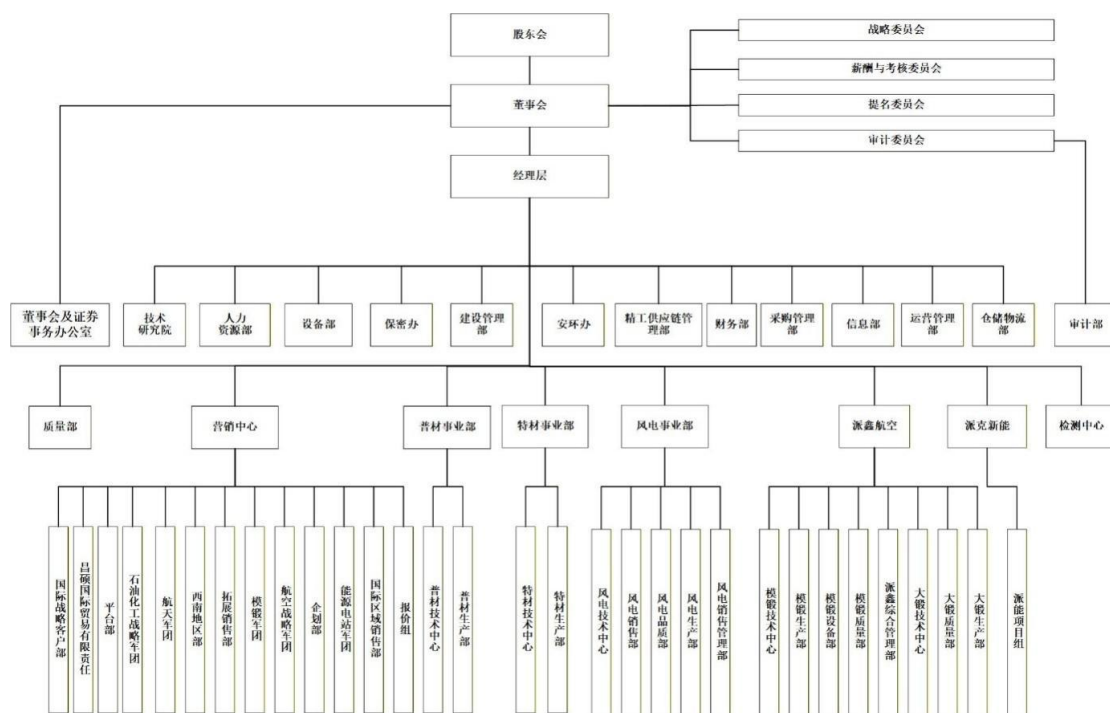 股东会
战略委员会
薪酬与考核委员会
董事会
提名委员会
审计委员会
经理层
董事会及证券
事务办公室
技术
研究院
人力
资源部
设备部
保密办
建设管理
部
安环办
精工供应链管
理部
财务部
采购管理
部
信息部
运营管理
部
仓储物流
部
审计部
质量部
营销中心
普材事业部
特材事业部
风电事业部
派鑫航空
派克新能
检测中心
国际战略客户部
昌硕国际贸易有限责任
平台部
石油化工战略军团
航天军团
西南地区部
拓展销售部
模锻军团
航空战略军团
企划部
能源电站军团
国际区域销售部
报价组
普材技术中心
普材生产部
特材技术中心
特材生产部
风电技术中心
风电销售部
风电品质部
风电生产部
风电销售管理部
模锻技术中心
模锻生产部
模锻设备部
模锻质量部
派鑫综合管理部
大锻技术中心
大锻质量部
大锻生产部
派能项目组